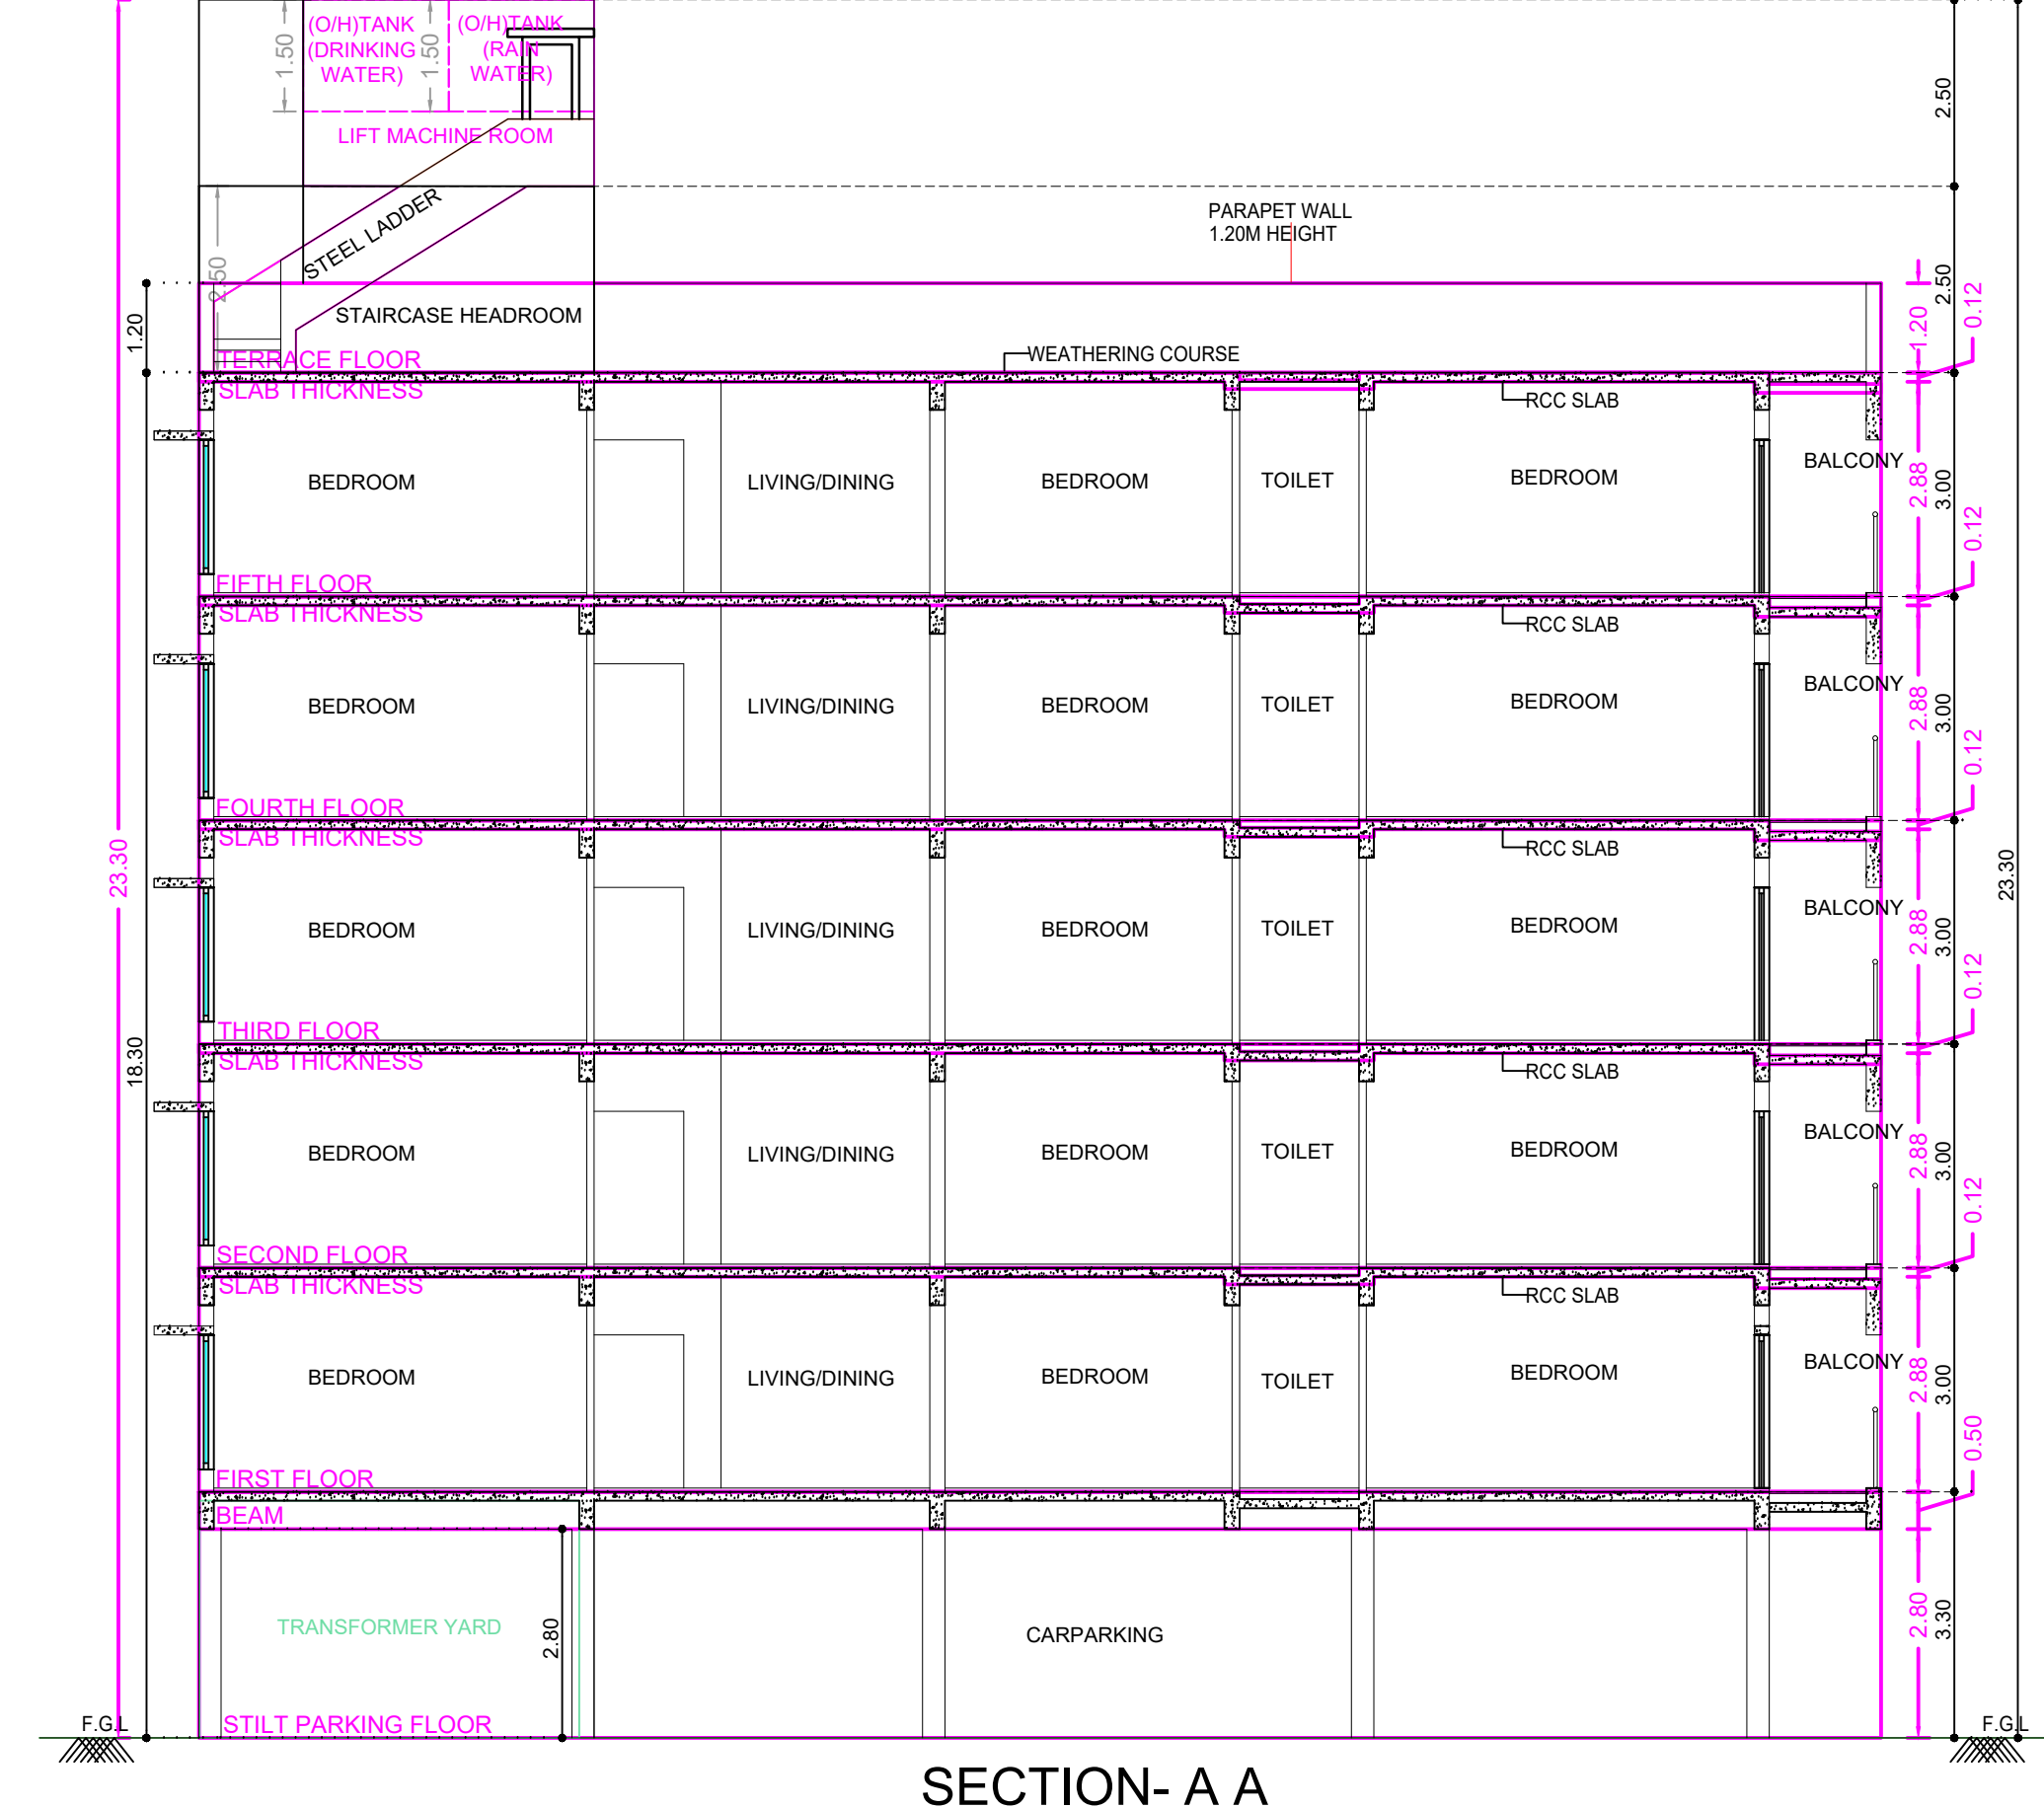 (O/H)TANK
(DRINKING
WATER)
(O/H)TANK
(RAIN
WATER)
1.50
1.50
LIFT MACHINE ROOM
2.50
STEEL LADDER
PARAPET WALL
1.20M HEIGHT
2.50
2.50
1.20
STAIRCASE HEADROOM
1.20
0.12
TERRACE FLOOR
WEATHERING COURSE
SLAB THICKNESS
RCC SLAB
BEDROOM
LIVING/DINING
BEDROOM
TOILET
BEDROOM
BALCONY
2.88
3.00
0.12
FIFTH FLOOR
SLAB THICKNESS
RCC SLAB
BEDROOM
LIVING/DINING
BEDROOM
TOILET
BEDROOM
BALCONY
2.88
3.00
0.12
FOURTH FLOOR
SLAB THICKNESS
RCC SLAB
23.30
23.30
BEDROOM
LIVING/DINING
BEDROOM
TOILET
BEDROOM
BALCONY
2.88
3.00
0.12
THIRD FLOOR
18.30
SLAB THICKNESS
RCC SLAB
BEDROOM
LIVING/DINING
BEDROOM
TOILET
BEDROOM
BALCONY
2.88
3.00
0.12
SECOND FLOOR
SLAB THICKNESS
RCC SLAB
BEDROOM
LIVING/DINING
BEDROOM
TOILET
BEDROOM
BALCONY
2.88
3.00
0.50
FIRST FLOOR
BEAM
TRANSFORMER YARD
2.80
CARPARKING
2.80
3.30
F.G.L
STILT PARKING FLOOR
F.G.L
SECTION- A A